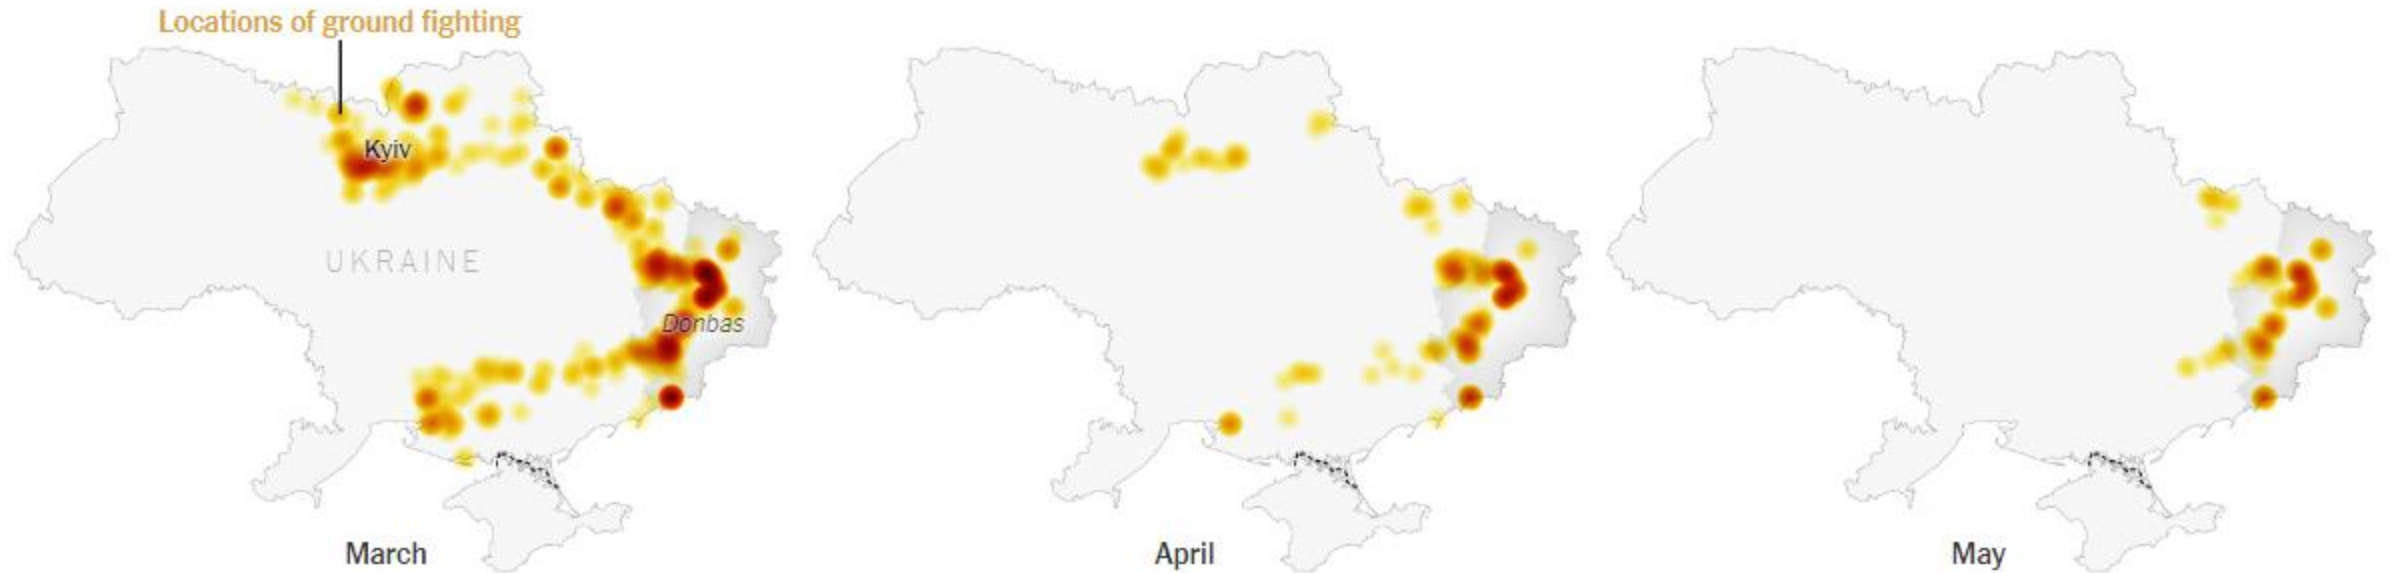 Locations of ground fighting
Kyiv
UKRAINE
Donbas
March
April
May